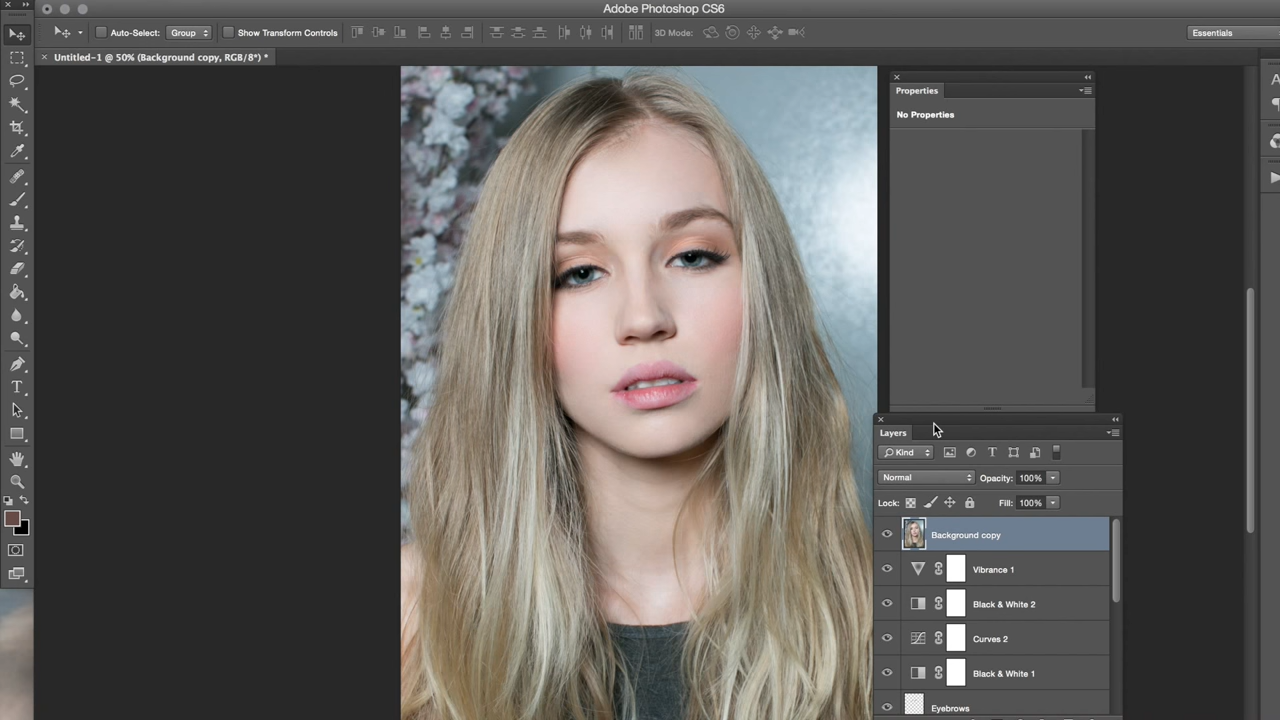 Adobe Photoshop CS6
Auto-Select: Group Show Transform Controls 3D Mode: Essentials
Untitled-1 @ 50% (Background copy, RGB/8*) *
Properties
No Properties
Layers
Kind
Normal Opacity: 100%
Lock: Fill: 100%
Background copy
Vibrance 1
Black & White 2
Curves 2
Black & White 1
Eyebrows